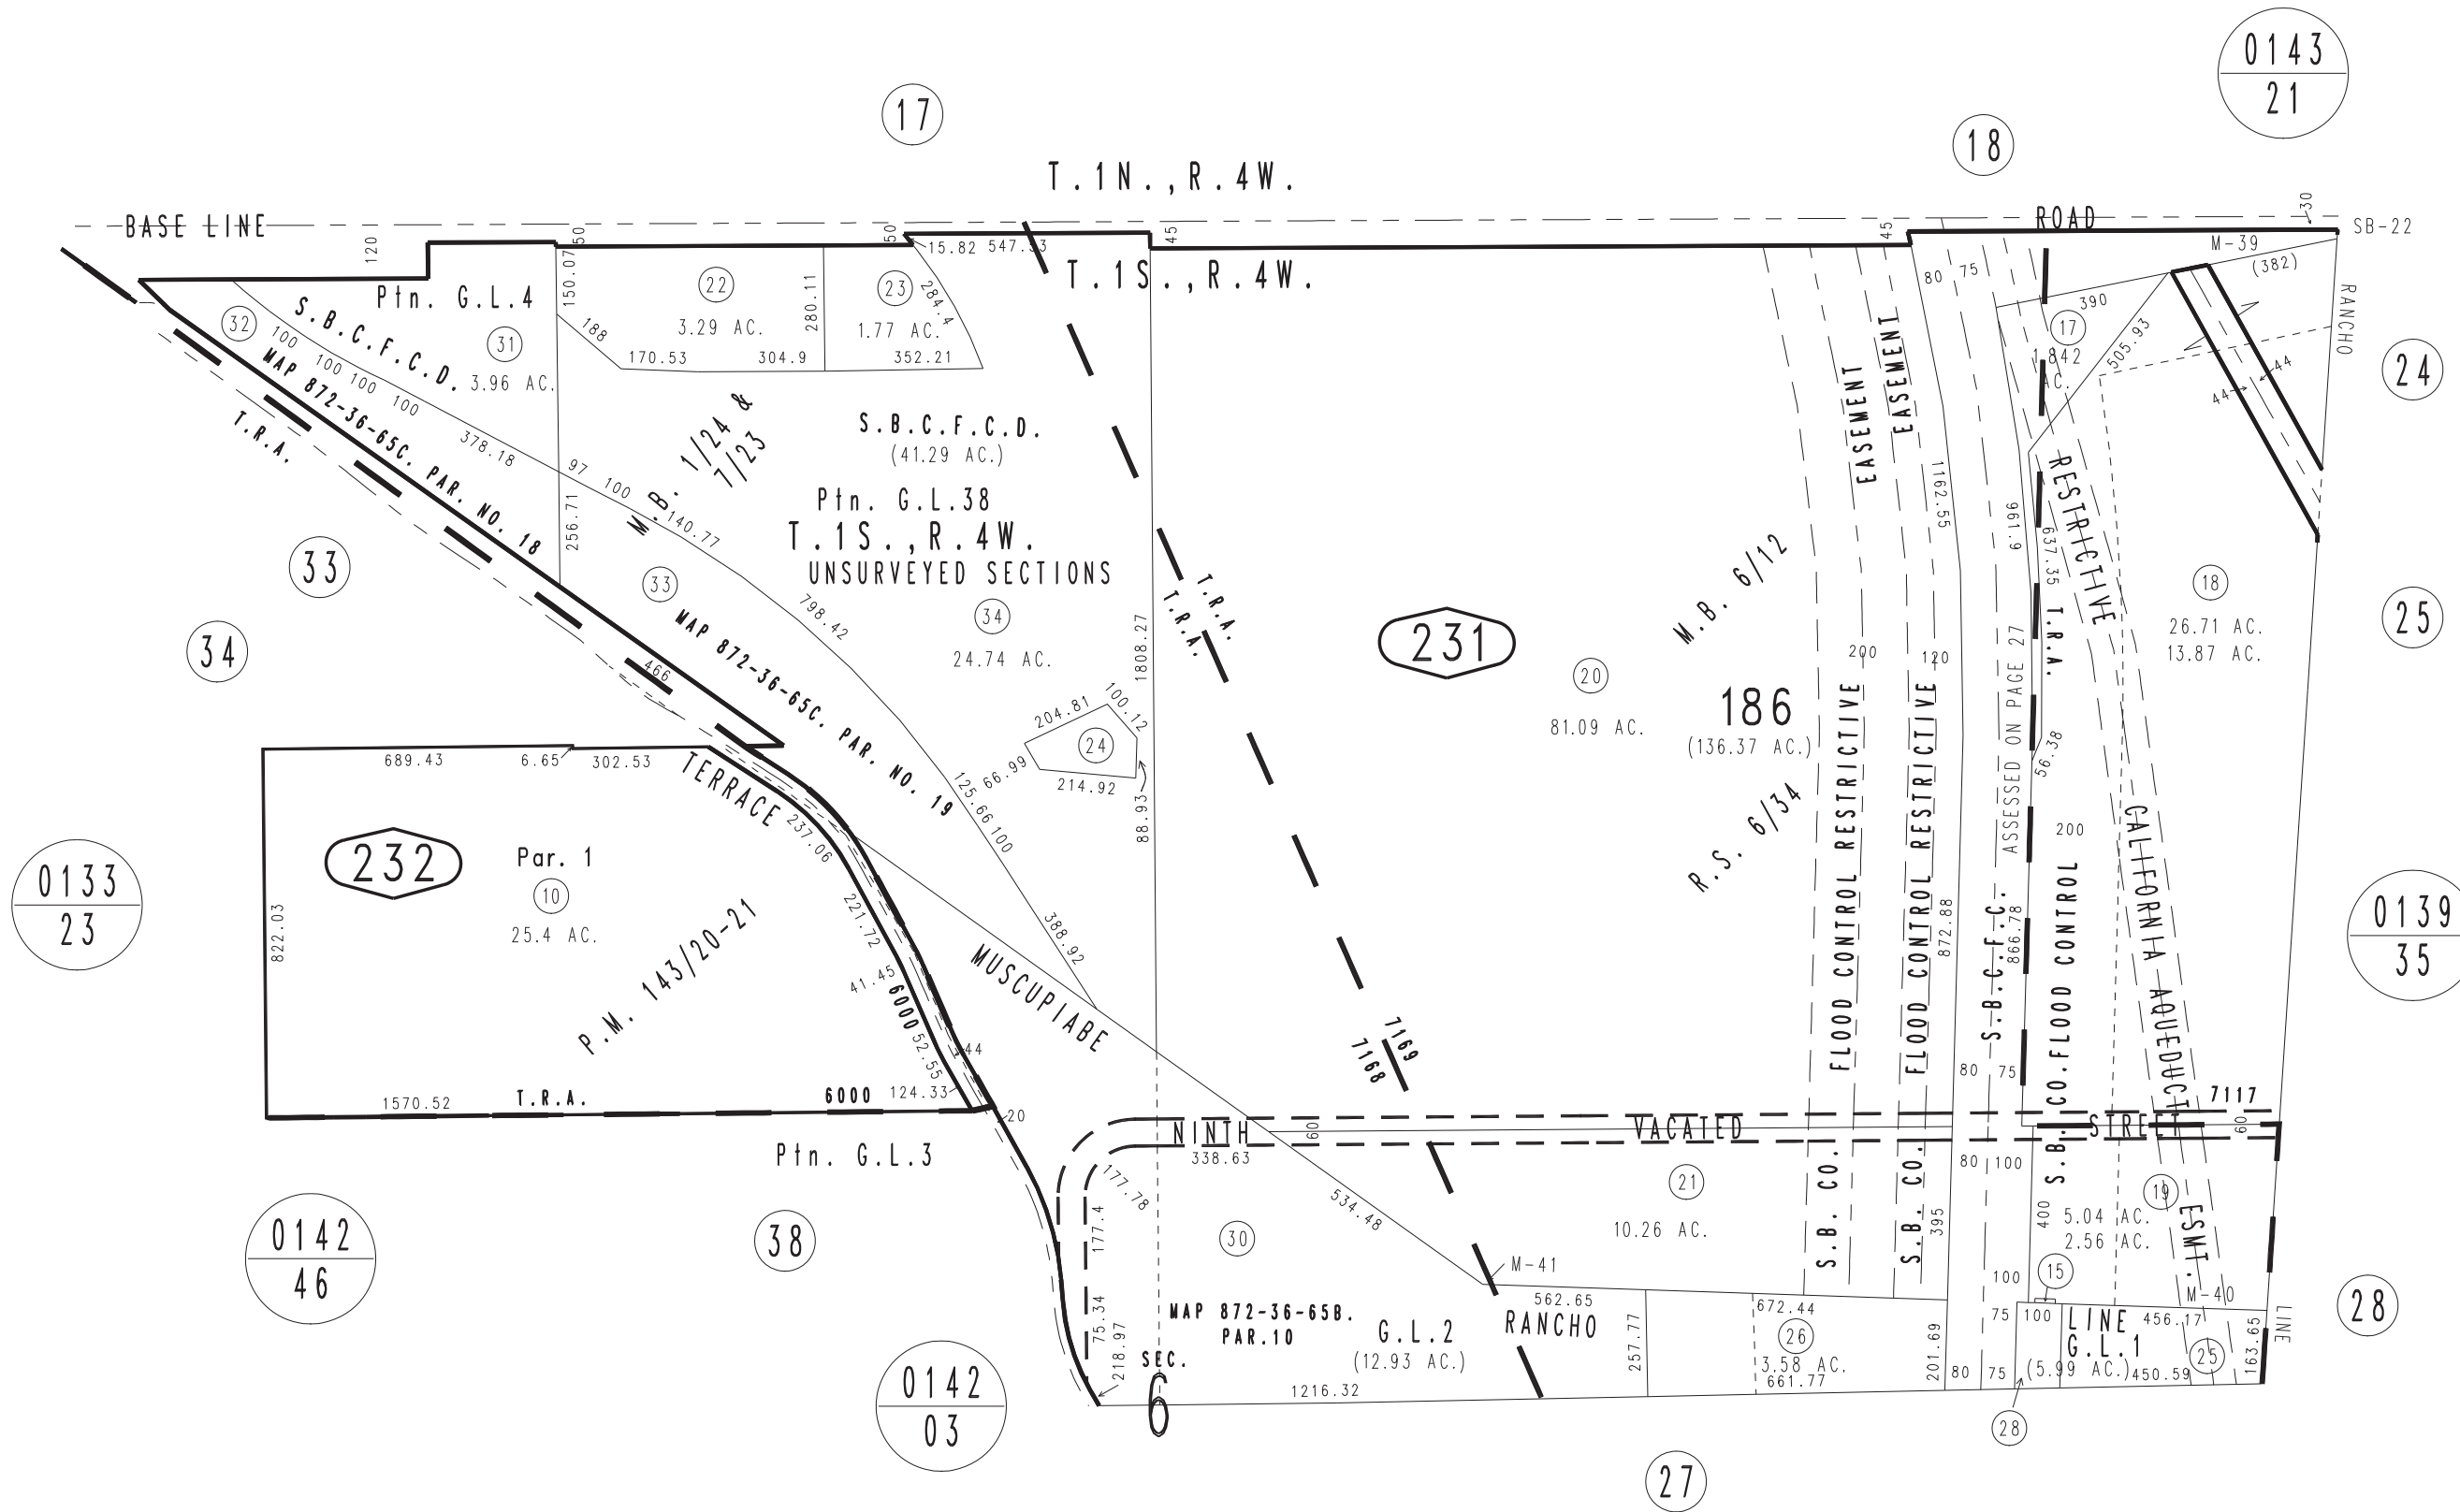 0143
21
17
18
T.1N.,R.4W.
BASE LINE
ROAD
30
SB-22
120
50
50
15.82 547.33
45
45
M-39
(382)
T.1S.,R.4W.
80 75
390
RANCHO
Ptn. G.L.4
150.07
22
3.29 AC.
280.11
23
1.77 AC.
284.4
32
S.B.C.F.C.D.
31
3.96 AC.
188
170.53
304.9
352.21
17
1.842
AC.
505.93
44
44
24
100 100 100 100
378.18
MAP 872-36-65C. PAR. NO. 18
T.R.A.
M.B. 1/24 &
7/23
S.B.C.F.C.D.
(41.29 AC.)
EASEMENT
EASEMENT
97
100
140.77
256.71
Ptn. G.L.38
T.1S.,R.4W.
UNSURVEYED SECTIONS
1162.55
637.35
T.R.A.
RESTRICTIVE
33
33
798.42
34
24.74 AC.
T.R.A.
T.R.A.
1808.27
231
M.B. 6/12
18
26.71 AC.
13.87 AC.
25
34
466
MAP 872-36-65C. PAR. NO. 19
204.81
100.12
24
66.99
214.92
88.93
20
81.09 AC.
186
(136.37 AC.)
200
120
ASSESSED ON PAGE 27
56.38
689.43
6.65
302.53
TERRACE
237.06
125.66
100
R.S. 6/34
200
232
Par. 1
10
25.4 AC.
822.03
0133
23
P.M. 143/20-21
221.72
41.45
6000
52.55
388.92
MUSCUPIABE
S.B. CO. FLOOD CONTROL RESTRICTIVE
S.B. CO. FLOOD CONTROL RESTRICTIVE
872.88
S.B.C.F.C.
866.78
S.B. CO.FLOOD CONTROL
CALIFORNIA AQUEDUCT ESMT.
0139
35
44
7169
7168
80 75
1570.52
T.R.A.
6000
124.33
20
7117
NINTH
60
VACATED
STREET
60
Ptn. G.L.3
338.63
177.78
80 100
177.4
534.48
21
10.26 AC.
395
400
19
5.04 AC.
2.56 AC.
0142
46
38
30
M-41
100
15
M-40
75.34
218.97
MAP 872-36-65B.
PAR.10
G.L.2
(12.93 AC.)
562.65
RANCHO
257.77
672.44
26
3.58 AC.
661.77
201.69
75
100
LINE
G.L.1
(5.99 AC.)
456.17
450.59
25
163.65
LINE
28
SEC.
6
1216.32
80 75
0142
03
28
27